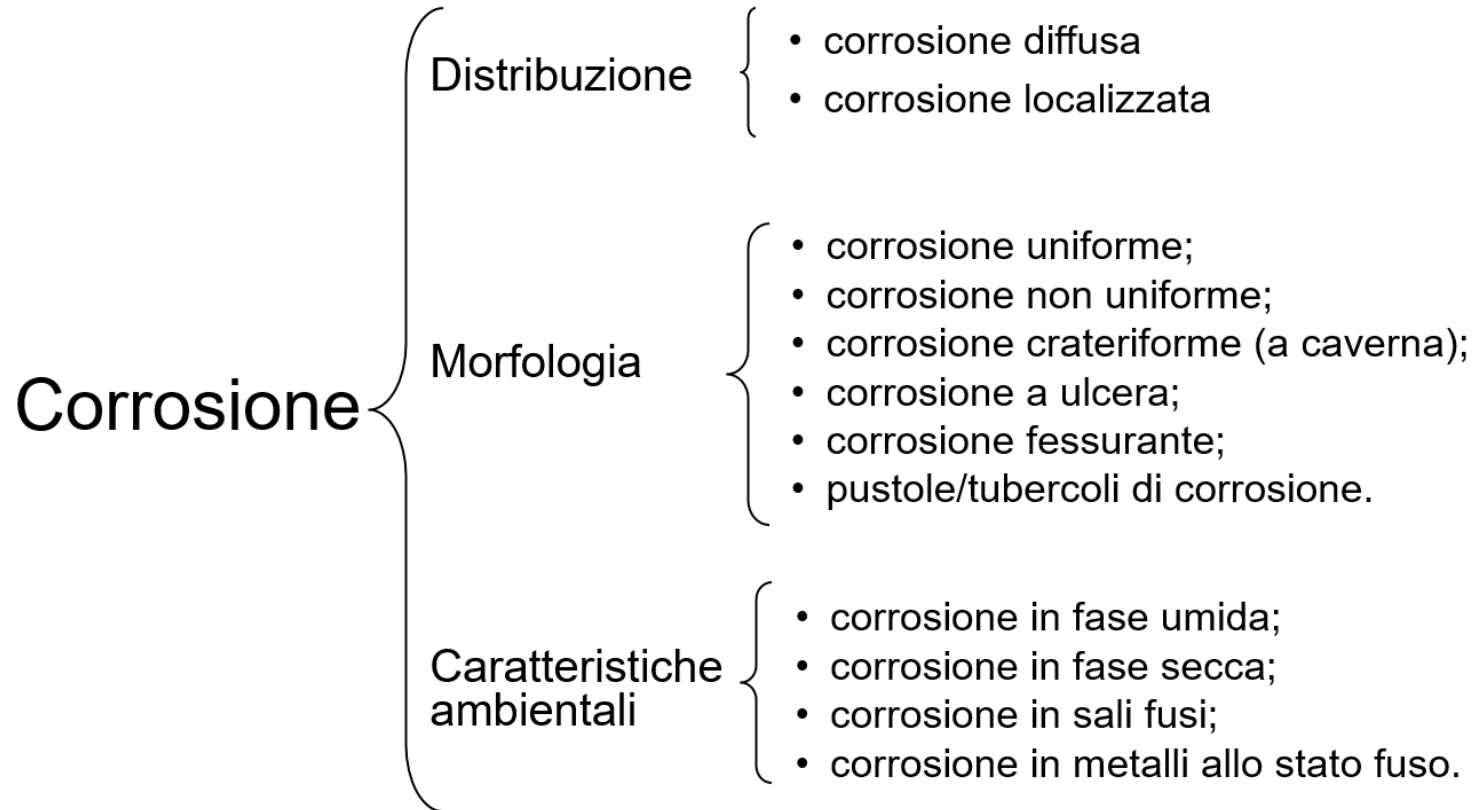 Corrosione
Distribuzione
• corrosione diffusa
• corrosione localizzata
Morfologia
• corrosione uniforme;
• corrosione non uniforme;
• corrosione crateriforme (a caverna);
• corrosione a ulcera;
• corrosione fessurante;
• pustole/tubercoli di corrosione.
Caratteristiche
ambientali
• corrosione in fase umida;
• corrosione in fase secca;
• corrosione in sali fusi;
• corrosione in metalli allo stato fuso.